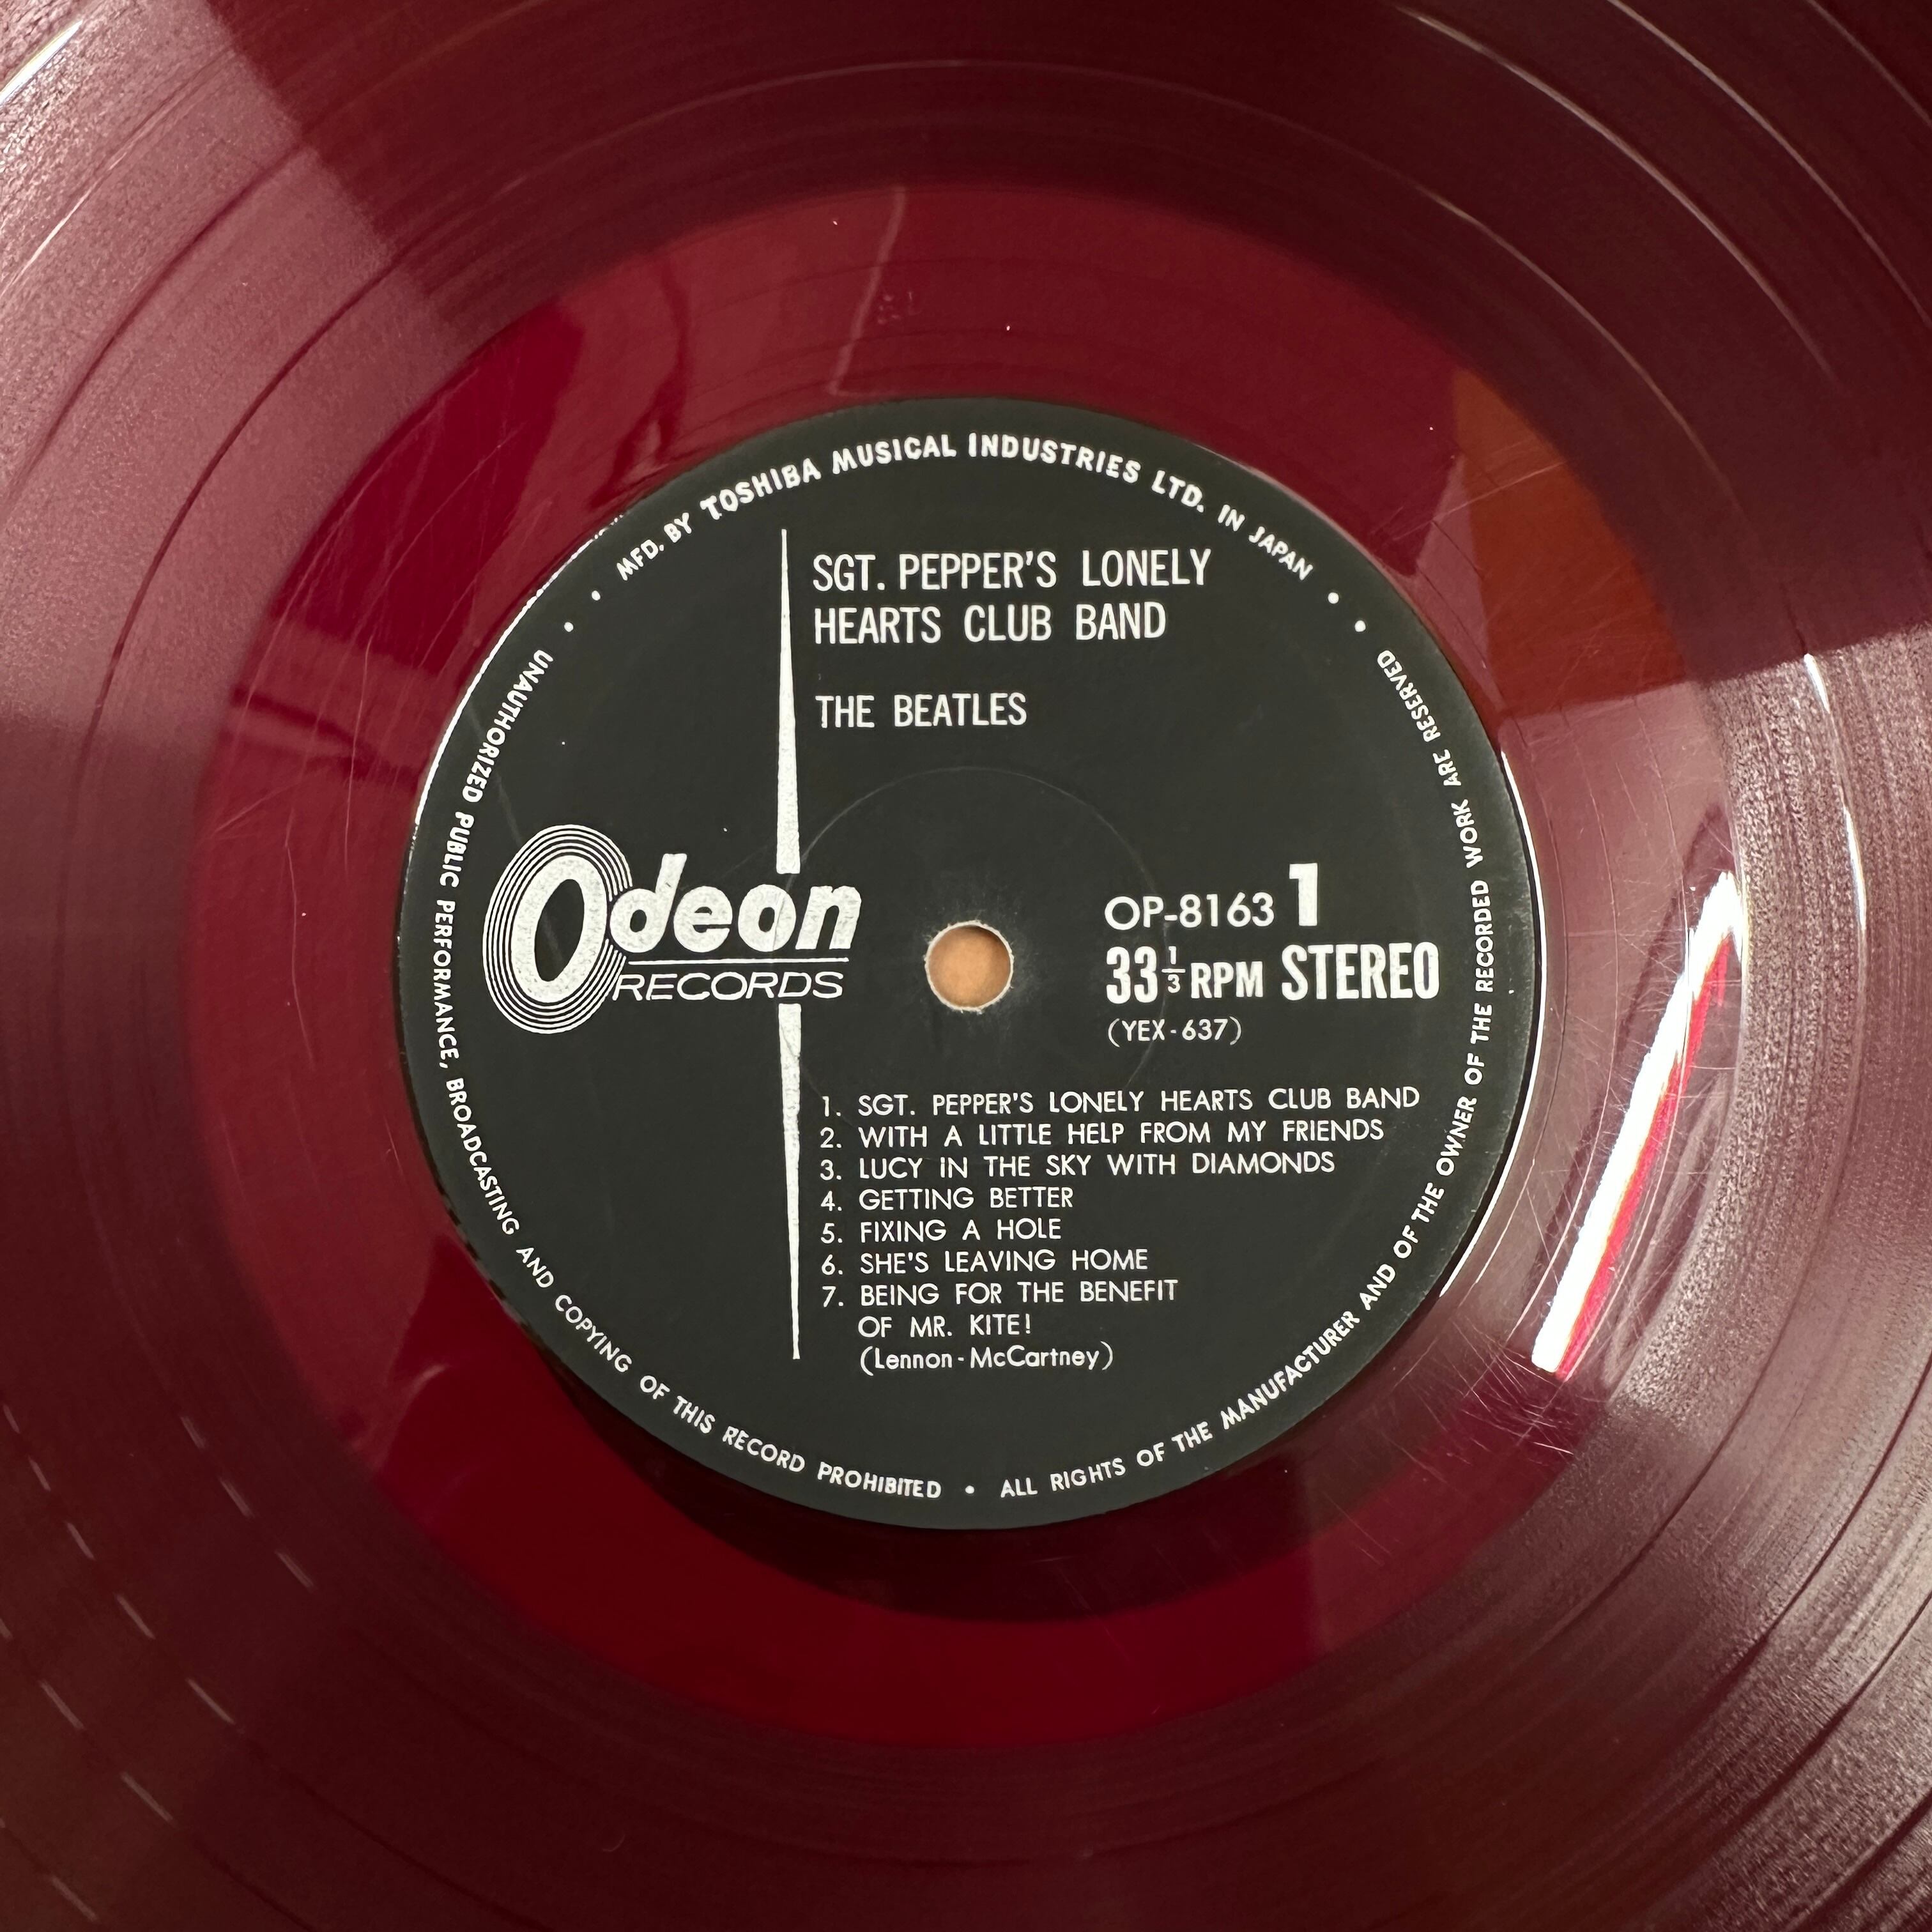 MFD. BY TOSHIBA MUSICAL INDUSTRIES LTD. IN JAPAN
SGT. PEPPER'S LONELY
HEARTS CLUB BAND
THE BEATLES
Odeon
RECORDS
OP-8163 1
33 1/3 RPM STEREO
(YEX-637)
1. SGT. PEPPER'S LONELY HEARTS CLUB BAND
2. WITH A LITTLE HELP FROM MY FRIENDS
3. LUCY IN THE SKY WITH DIAMONDS
4. GETTING BETTER
5. FIXING A HOLE
6. SHE'S LEAVING HOME
7. BEING FOR THE BENEFIT
OF MR. KITE!
(Lennon-McCartney)
UNAUTHORIZED PUBLIC PERFORMANCE, BROADCASTING AND COPYING OF THIS RECORD PROHIBITED • ALL RIGHTS OF THE MANUFACTURER AND OF THE OWNER OF THE RECORDED WORK ARE RESERVED